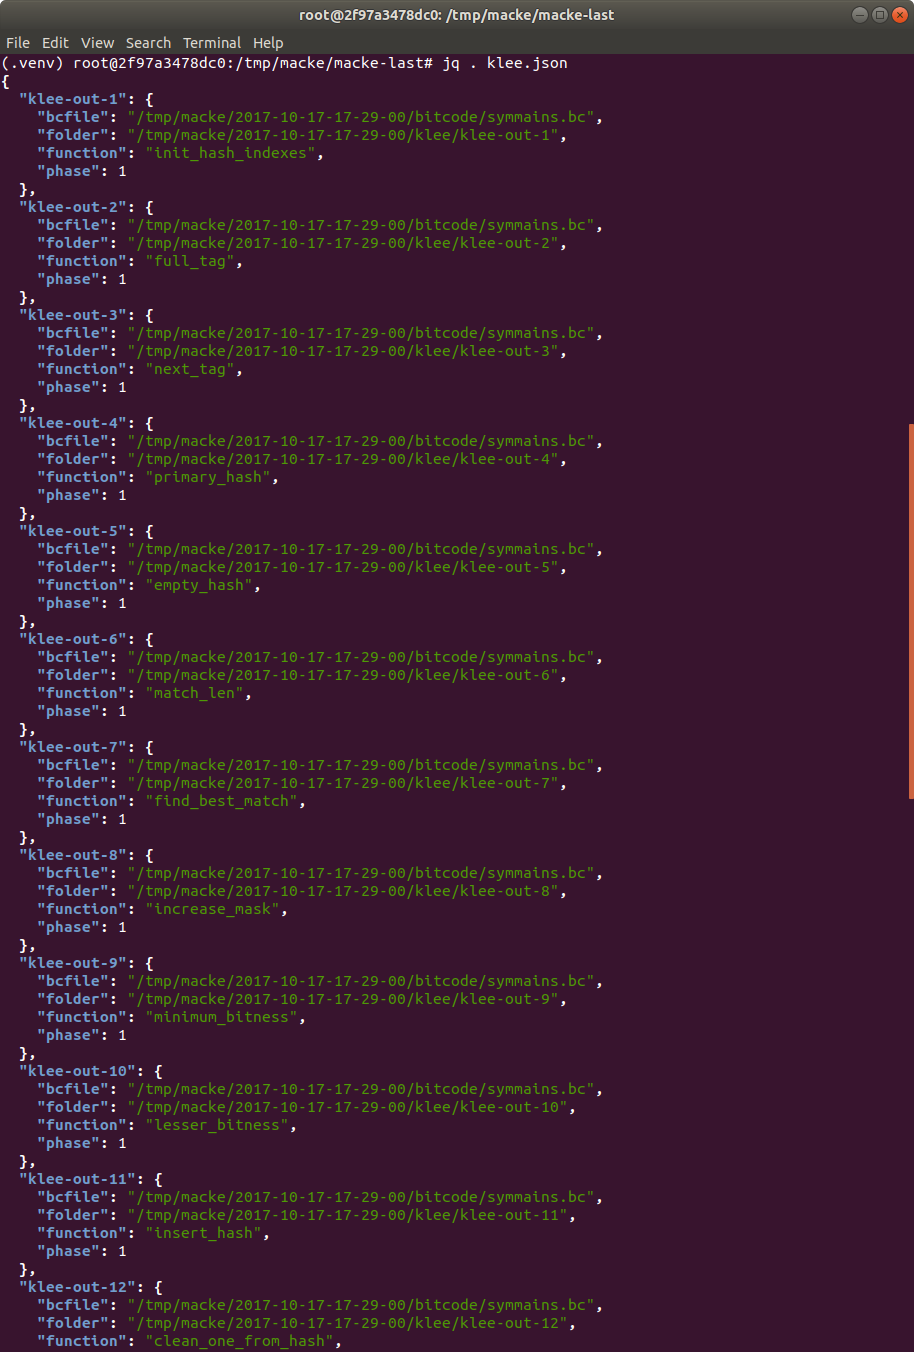 root@2f97a3478dc0: /tmp/macke/macke-last
File Edit View Search Terminal Help
(.venv) root@2f97a3478dc0:/tmp/macke/macke-last# jq . klee.json
{
  "klee-out-1": {
    "bcfile": "/tmp/macke/2017-10-17-17-29-00/bitcode/symmains.bc",
    "folder": "/tmp/macke/2017-10-17-17-29-00/klee/klee-out-1",
    "function": "init_hash_indexes",
    "phase": 1
  },
  "klee-out-2": {
    "bcfile": "/tmp/macke/2017-10-17-17-29-00/bitcode/symmains.bc",
    "folder": "/tmp/macke/2017-10-17-17-29-00/klee/klee-out-2",
    "function": "full_tag",
    "phase": 1
  },
  "klee-out-3": {
    "bcfile": "/tmp/macke/2017-10-17-17-29-00/bitcode/symmains.bc",
    "folder": "/tmp/macke/2017-10-17-17-29-00/klee/klee-out-3",
    "function": "next_tag",
    "phase": 1
  },
  "klee-out-4": {
    "bcfile": "/tmp/macke/2017-10-17-17-29-00/bitcode/symmains.bc",
    "folder": "/tmp/macke/2017-10-17-17-29-00/klee/klee-out-4",
    "function": "primary_hash",
    "phase": 1
  },
  "klee-out-5": {
    "bcfile": "/tmp/macke/2017-10-17-17-29-00/bitcode/symmains.bc",
    "folder": "/tmp/macke/2017-10-17-17-29-00/klee/klee-out-5",
    "function": "empty_hash",
    "phase": 1
  },
  "klee-out-6": {
    "bcfile": "/tmp/macke/2017-10-17-17-29-00/bitcode/symmains.bc",
    "folder": "/tmp/macke/2017-10-17-17-29-00/klee/klee-out-6",
    "function": "match_len",
    "phase": 1
  },
  "klee-out-7": {
    "bcfile": "/tmp/macke/2017-10-17-17-29-00/bitcode/symmains.bc",
    "folder": "/tmp/macke/2017-10-17-17-29-00/klee/klee-out-7",
    "function": "find_best_match",
    "phase": 1
  },
  "klee-out-8": {
    "bcfile": "/tmp/macke/2017-10-17-17-29-00/bitcode/symmains.bc",
    "folder": "/tmp/macke/2017-10-17-17-29-00/klee/klee-out-8",
    "function": "increase_mask",
    "phase": 1
  },
  "klee-out-9": {
    "bcfile": "/tmp/macke/2017-10-17-17-29-00/bitcode/symmains.bc",
    "folder": "/tmp/macke/2017-10-17-17-29-00/klee/klee-out-9",
    "function": "minimum_bitness",
    "phase": 1
  },
  "klee-out-10": {
    "bcfile": "/tmp/macke/2017-10-17-17-29-00/bitcode/symmains.bc",
    "folder": "/tmp/macke/2017-10-17-17-29-00/klee/klee-out-10",
    "function": "lesser_bitness",
    "phase": 1
  },
  "klee-out-11": {
    "bcfile": "/tmp/macke/2017-10-17-17-29-00/bitcode/symmains.bc",
    "folder": "/tmp/macke/2017-10-17-17-29-00/klee/klee-out-11",
    "function": "insert_hash",
    "phase": 1
  },
  "klee-out-12": {
    "bcfile": "/tmp/macke/2017-10-17-17-29-00/bitcode/symmains.bc",
    "folder": "/tmp/macke/2017-10-17-17-29-00/klee/klee-out-12",
    "function": "clean_one_from_hash",